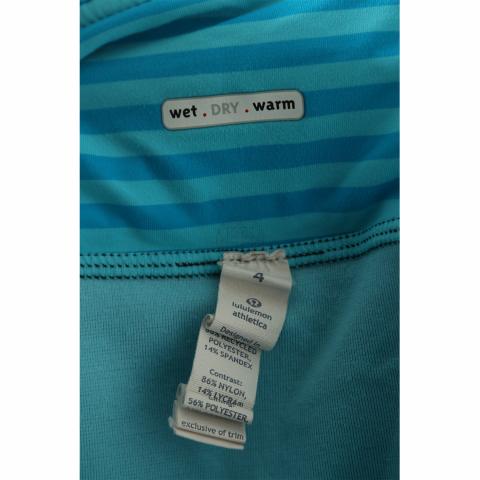 wet . DRY . warm
4
lululemon
athletica
Designed in
RECYCLED
POLYESTER,
14% SPANDEX
Contrast:
86% NYLON,
14% LYCRA
56% POLYESTER,
exclusive of trim